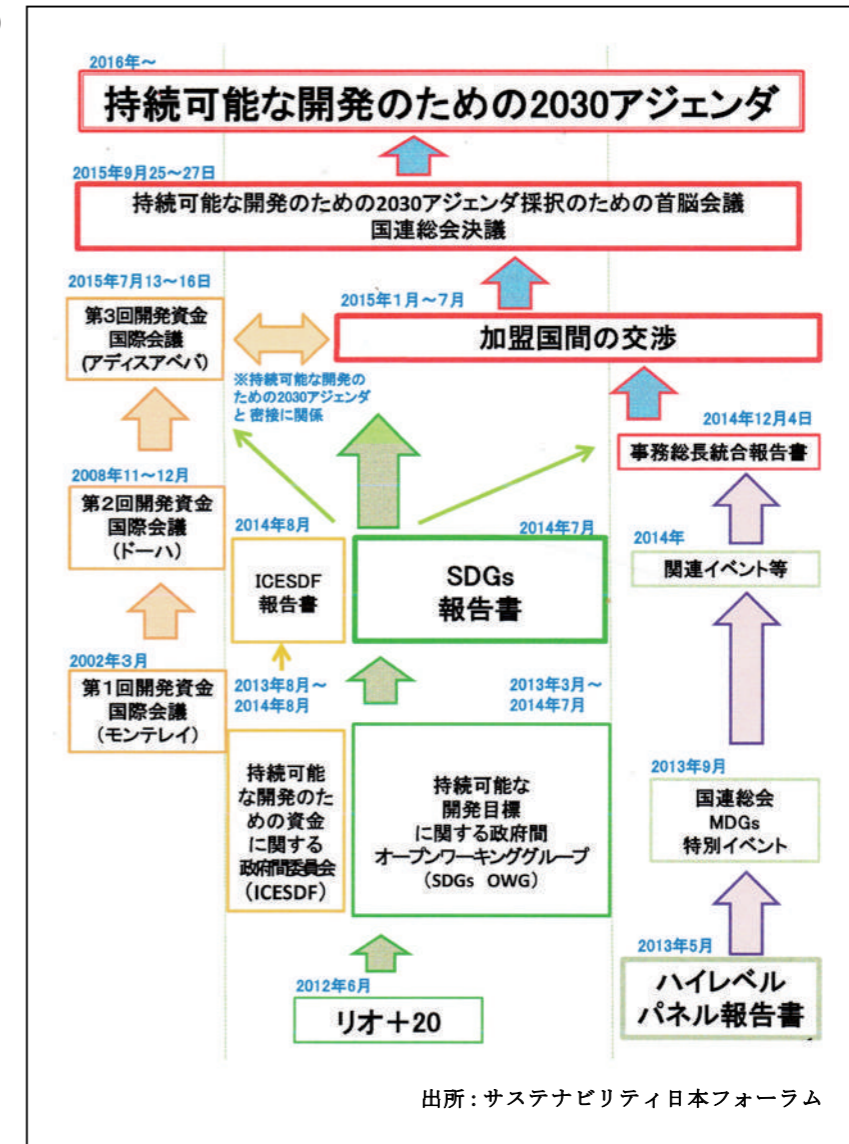 2016年~
持続可能な開発のための2030アジェンダ
2015年9月25~27日
持続可能な開発のための2030アジェンダ採択のための首脳会議
国連総会決議
2015年7月13~16日
第3回開発資金
国際会議
(アディスアベバ)
2015年1月~7月
加盟国間の交渉
※持続可能な開発の
ための2030アジェンダ
と密接に関係
2014年12月4日
事務総長統合報告書
2008年11~12月
第2回開発資金
国際会議
(ドーハ)
2014年8月
ICESDF
報告書
2014年7月
SDGs
報告書
2014年
関連イベント等
2002年3月
第1回開発資金
国際会議
(モンテレイ)
2013年8月~
2014年8月
持続可能
な開発のた
めの資金
に関する
政府間委員会
(ICESDF)
2013年3月~
2014年7月
持続可能な
開発目標
に関する政府間
オープンワーキンググループ
(SDGs OWG)
2013年9月
国連総会
MDGs
特別イベント
2013年5月
ハイレベル
パネル報告書
2012年6月
リオ+20
出所:サステナビリティ日本フォーラム